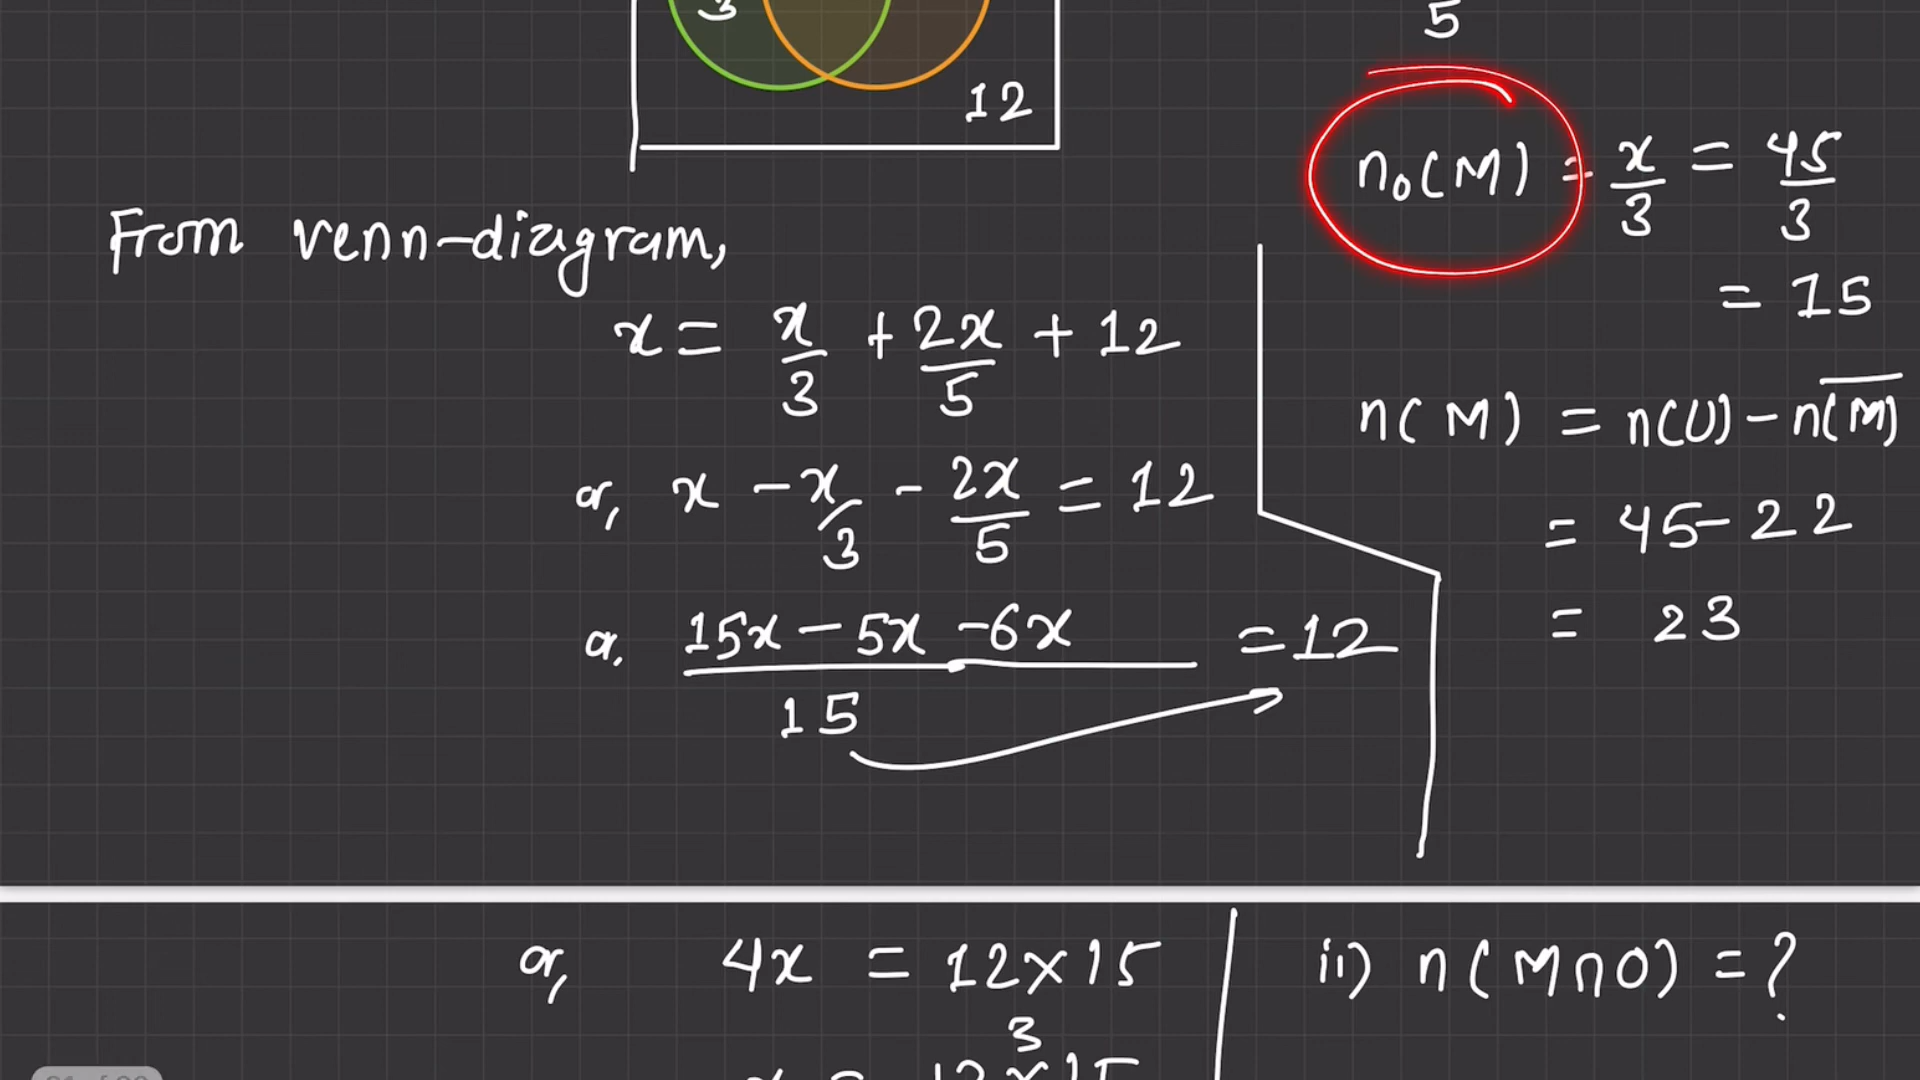 3
12
5
n₀(M) = x/3 = 45/3
= 15
From venn-diagram,
x = x/3 + 2x/5 + 12
n(M) = n(U) - n(M̅)
or, x - x/3 - 2x/5 = 12
= 45 - 22
or, (15x - 5x - 6x)/15 = 12
= 23
or, 4x = 12×15
ii) n(M∩O) = ?
3